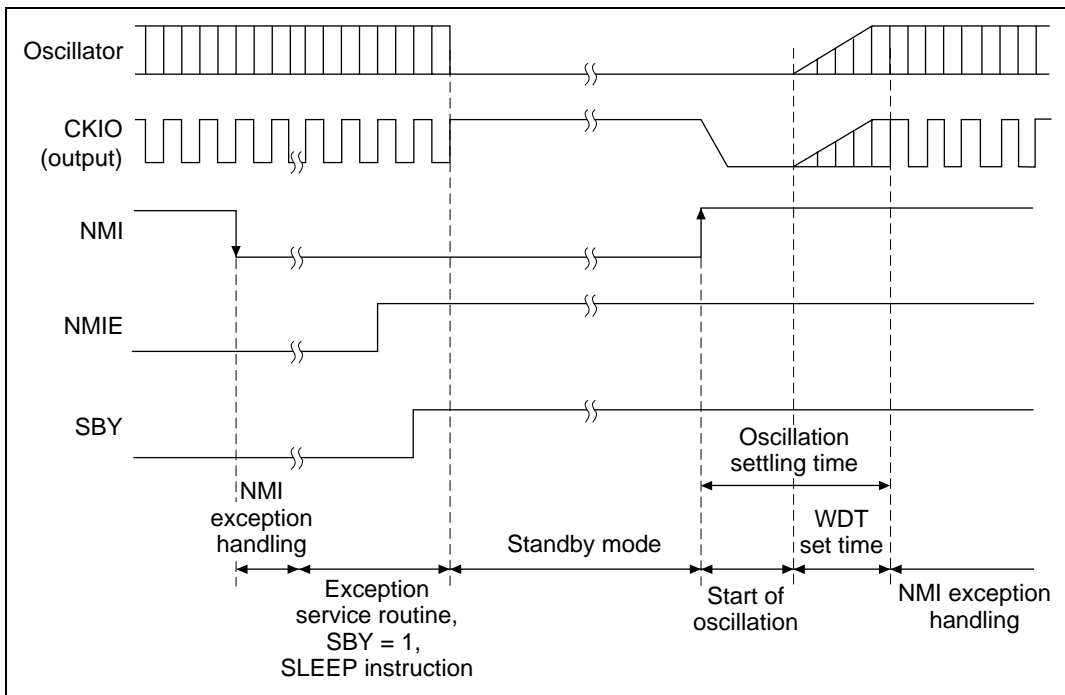 Oscillator
CKIO
(output)
NMI
NMIE
SBY
Oscillation
settling time
NMI
exception
handling
WDT
set time
Standby mode
Exception
service routine,
SBY = 1,
SLEEP instruction
Start of
oscillation
NMI exception
handling